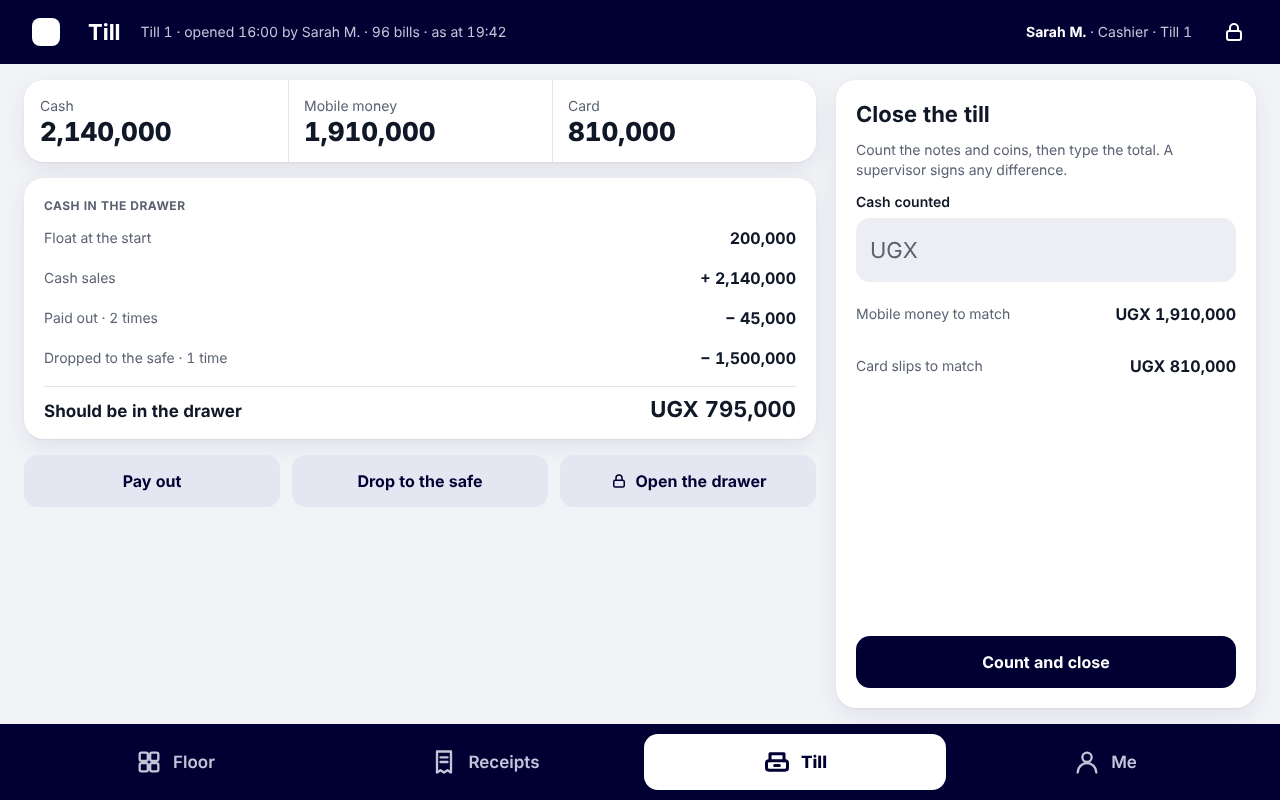 Till
Till 1 · opened 16:00 by Sarah M. · 96 bills · as at 19:42
Sarah M. · Cashier · Till 1
Cash
2,140,000
Mobile money
1,910,000
Card
810,000
CASH IN THE DRAWER
Float at the start 200,000
Cash sales + 2,140,000
Paid out · 2 times − 45,000
Dropped to the safe · 1 time − 1,500,000
Should be in the drawer UGX 795,000
Pay out
Drop to the safe
Open the drawer
Close the till
Count the notes and coins, then type the total. A
supervisor signs any difference.
Cash counted
UGX
Mobile money to match UGX 1,910,000
Card slips to match UGX 810,000
Count and close
Floor
Receipts
Till
Me